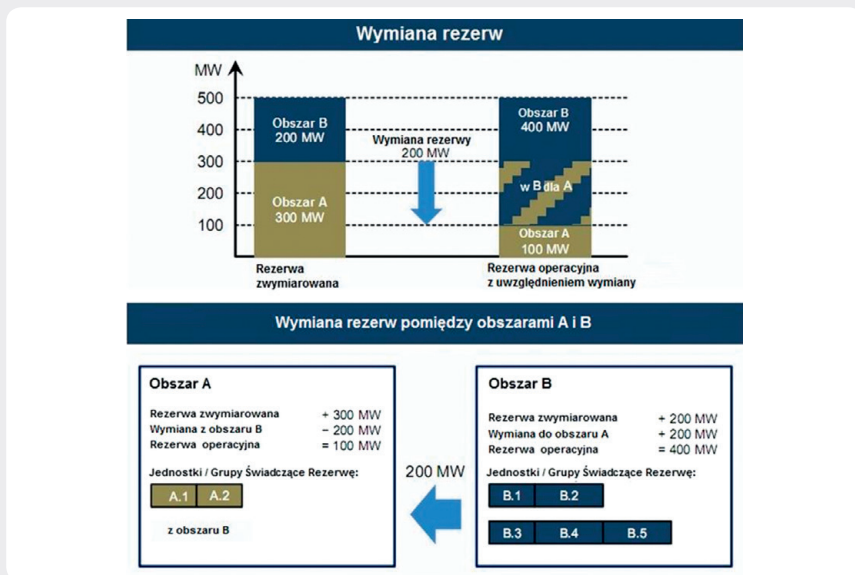 Wymiana rezerw
MW
500
400
300
200
100
Obszar B
200 MW
Obszar A
300 MW
Wymiana rezerwy
200 MW
Obszar B
400 MW
w B dla A
Obszar A
100 MW
Rezerwa
zwymiarowana
Rezerwa operacyjna
z uwzględnieniem wymiany
Wymiana rezerw pomiędzy obszarami A i B
Obszar A
Rezerwa zwymiarowana + 300 MW
Wymiana z obszaru B – 200 MW
Rezerwa operacyjna = 100 MW
Jednostki / Grupy Świadczące Rezerwę:
A.1 A.2
z obszaru B
200 MW
Obszar B
Rezerwa zwymiarowana + 200 MW
Wymiana do obszaru A + 200 MW
Rezerwa operacyjna = 400 MW
Jednostki / Grupy Świadczące Rezerwę:
B.1 B.2
B.3 B.4 B.5